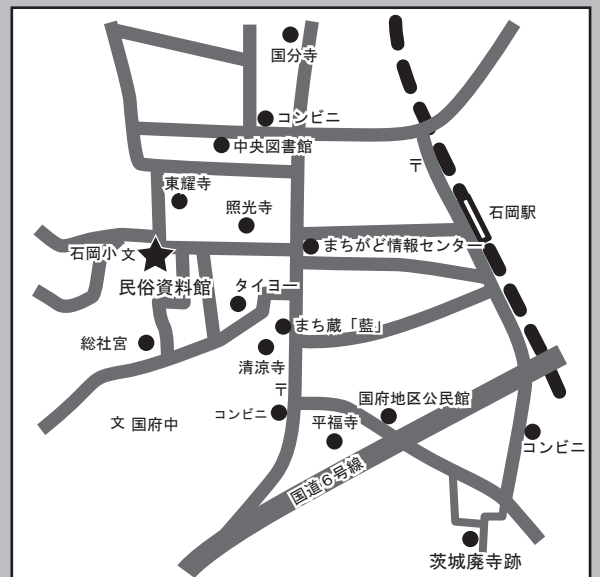 国分寺
コンビニ
中央図書館
〒
東耀寺
照光寺
石岡駅
まちかど情報センター
石岡小 文
民俗資料館
タイヨー
まち蔵「藍」
総社宮
清涼寺
〒
国府地区公民館
コンビニ
平福寺
文 国府中
コンビニ
国道6号線
茨城廃寺跡